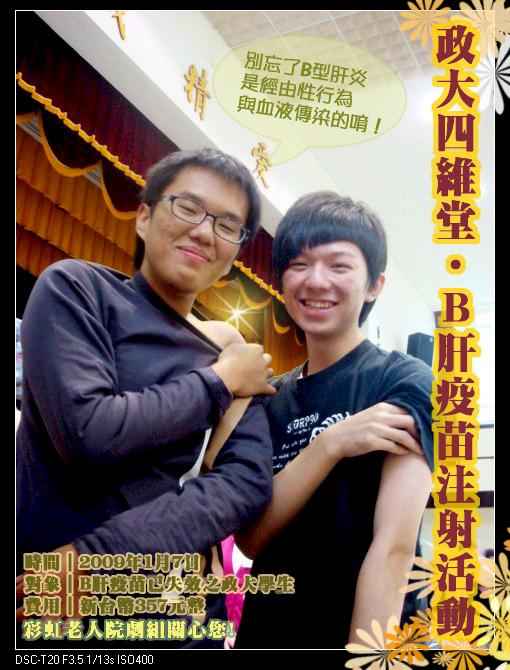 政大四維堂・B肝疫苗注射活動
別忘了B型肝炎
是經由性行為
與血液傳染的唷！
精
愛
時間｜2009年1月7日
對象｜B肝疫苗已失效之政大學生
費用｜新台幣357元整
彩虹老人院劇組關心您!
DSC-T20 F3.5 1/13s ISO400